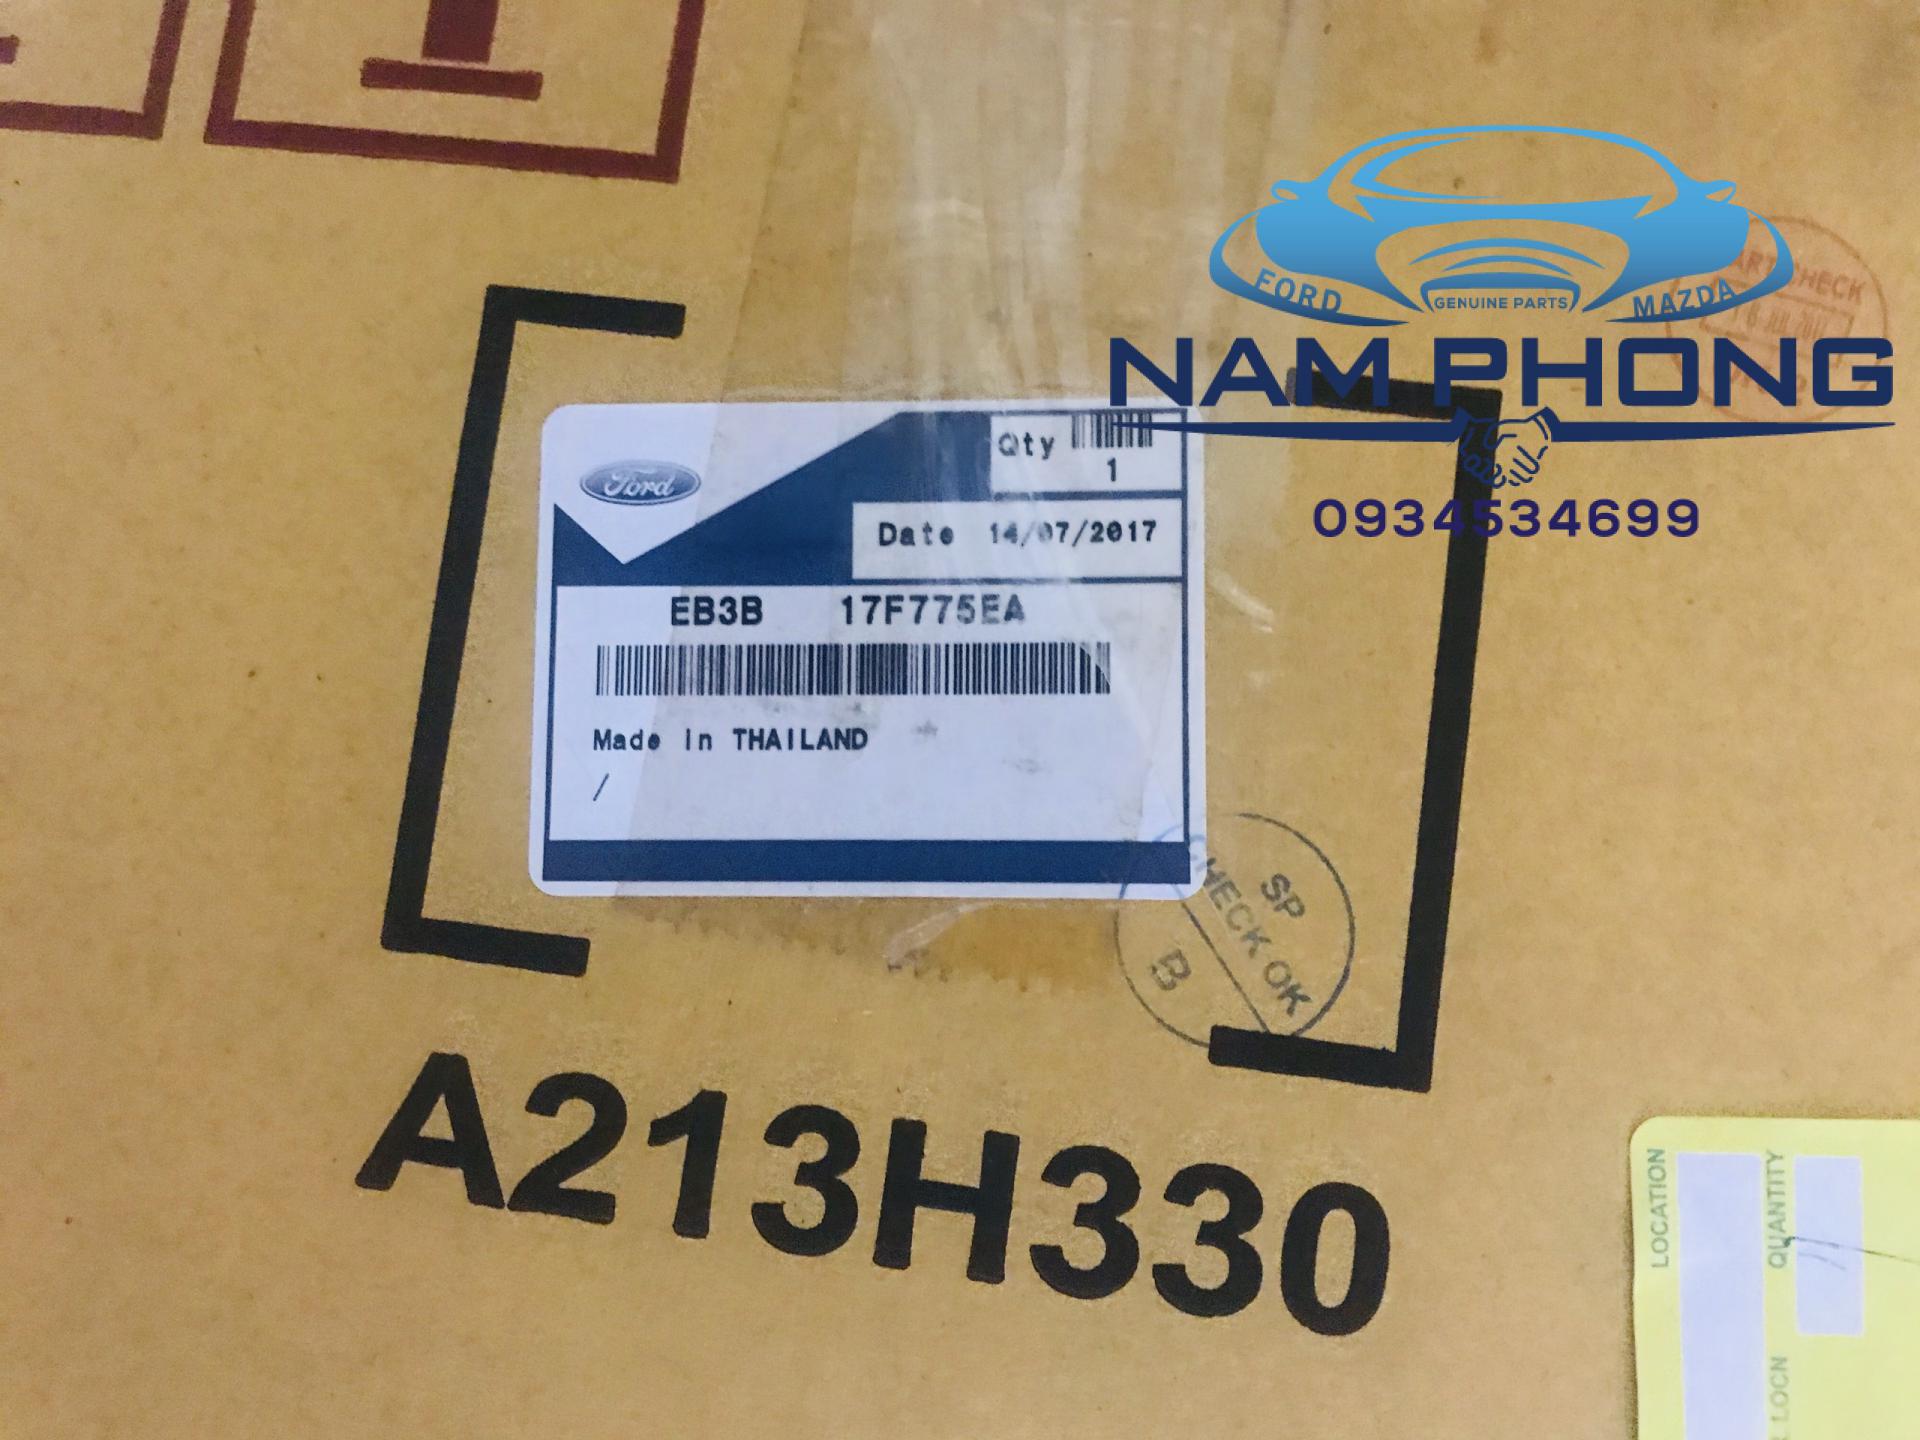 FORD
GENUINE PARTS
MAZDA
NAM PHONG
0934534699
CHECK
Ford
Qty
1
Date 14/07/2017
EB3B 17F775EA
Made in THAILAND
/
SP
CHECK OK
B
A213H330
LOCATION
QUANTITY
LOCN